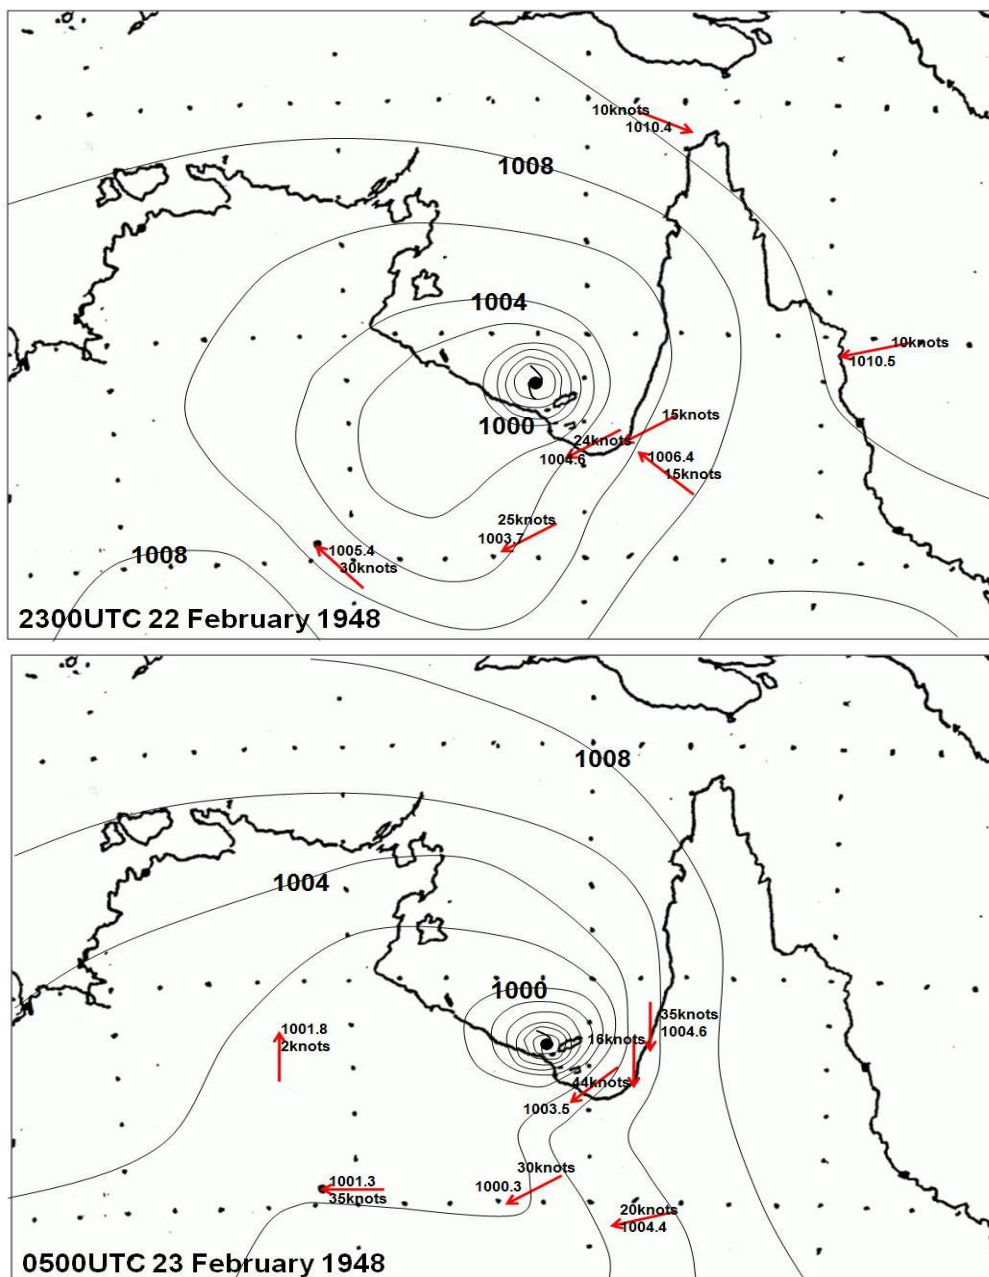 10knots
1010.4
1008
1004
10knots
1010.5
1000
15knots
24knots
1004.6
1006.4
15knots
25knots
1003.7
1005.4
30knots
1008
2300UTC 22 February 1948
1008
1004
1000
35knots
1004.6
1001.8
2knots
16knots
44knots
1003.5
30knots
1000.3
1001.3
35knots
20knots
1004.4
0500UTC 23 February 1948